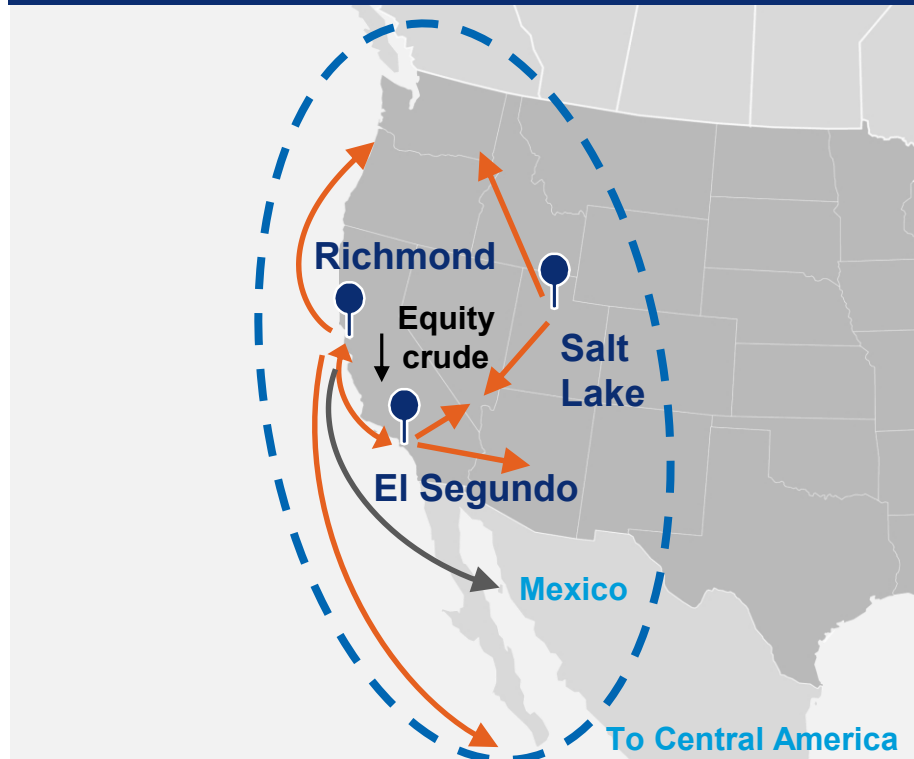 Richmond
Equity
crude
Salt
Lake
El Segundo
Mexico
To Central America